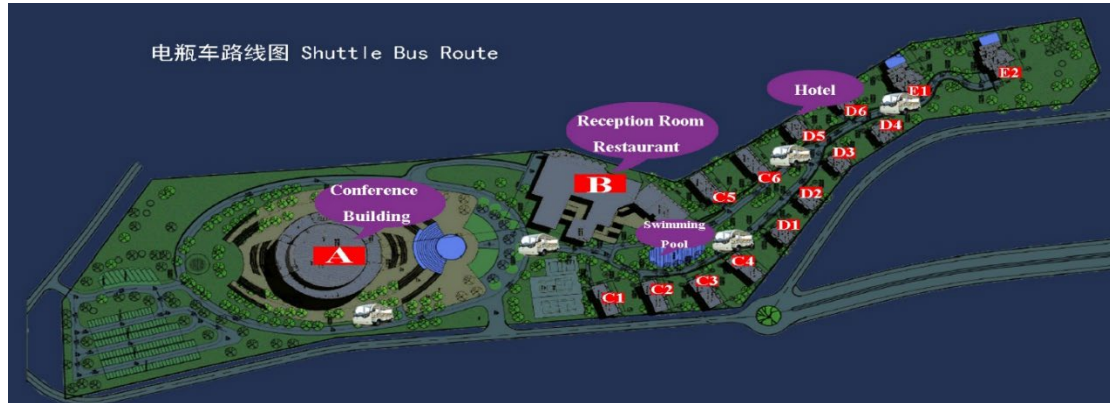 电瓶车路线图 Shuttle Bus Route
E2
E1
Hotel
D6
D4
D5
Reception Room
Restaurant
D3
C6
B
C5
D2
Conference
Building
Swimming
Pool
D1
A
C4
C3
C2
C1